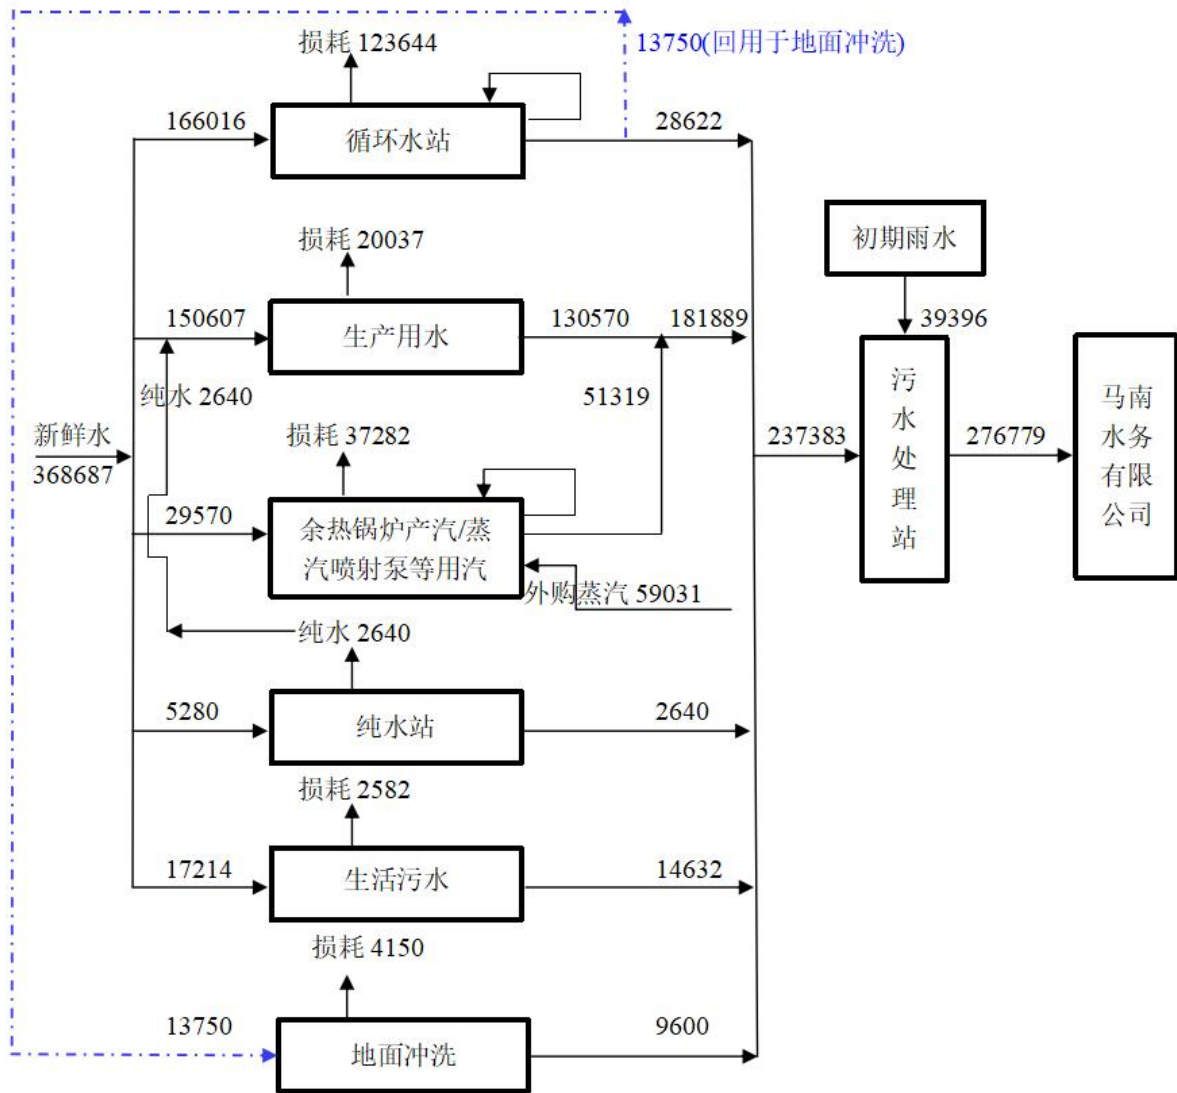 13750(回用于地面冲洗)
损耗 123644
166016
循环水站
28622
损耗 20037
初期雨水
150607
生产用水
130570
181889
39396
纯水 2640
51319
污水处理站
马南水务有限公司
新鲜水
368687
损耗 37282
237383
276779
29570
余热锅炉产汽/蒸
汽喷射泵等用汽
外购蒸汽 59031
纯水 2640
5280
纯水站
2640
损耗 2582
17214
生活污水
14632
损耗 4150
13750
地面冲洗
9600